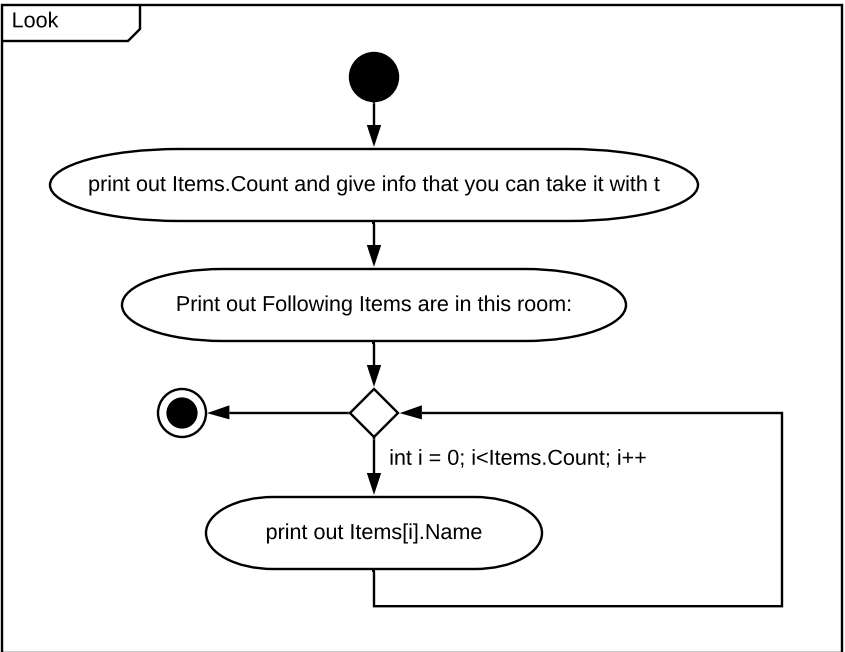 Look
print out Items.Count and give info that you can take it with t
Print out Following Items are in this room:
int i = 0; i<Items.Count; i++
print out Items[i].Name